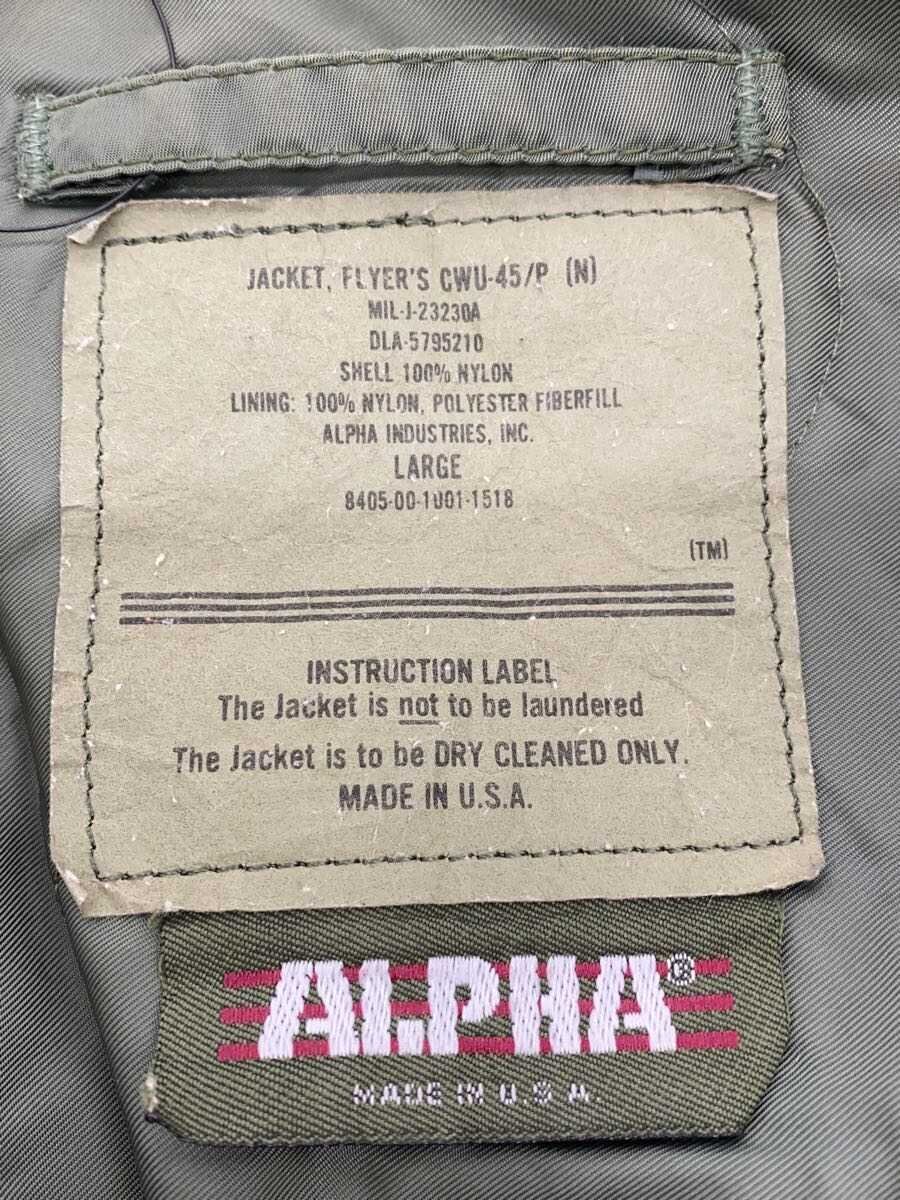 JACKET, FLYER'S CWU-45/P (N)
MIL-J-23230A
DLA-5795210
SHELL 100% NYLON
LINING: 100% NYLON, POLYESTER FIBERFILL
ALPHA INDUSTRIES, INC.
LARGE
8405-00-1001-1518
(TM)
INSTRUCTION LABEL
The Jacket is not to be laundered
The Jacket is to be DRY CLEANED ONLY.
MADE IN U.S.A.
ALPHA®
MADE IN U.S.A